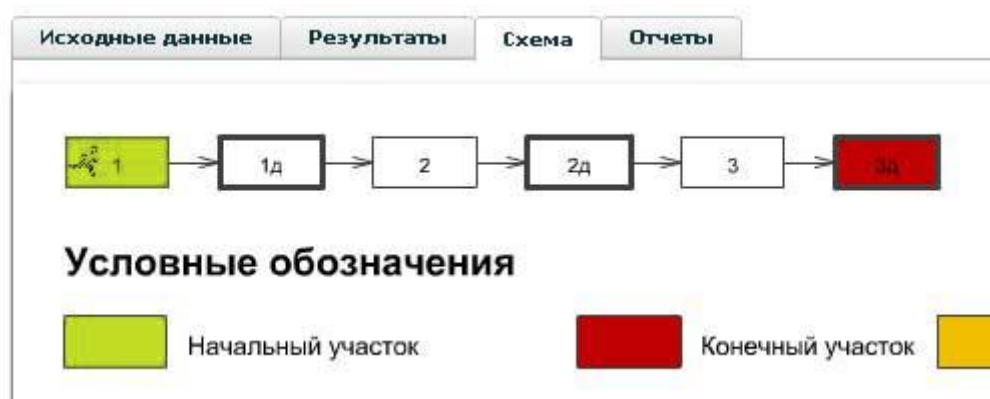 Исходные данные Результаты Схема Отчеты
1 1д 2 2д 3 3д
Условные обозначения
Начальный участок Конечный участок